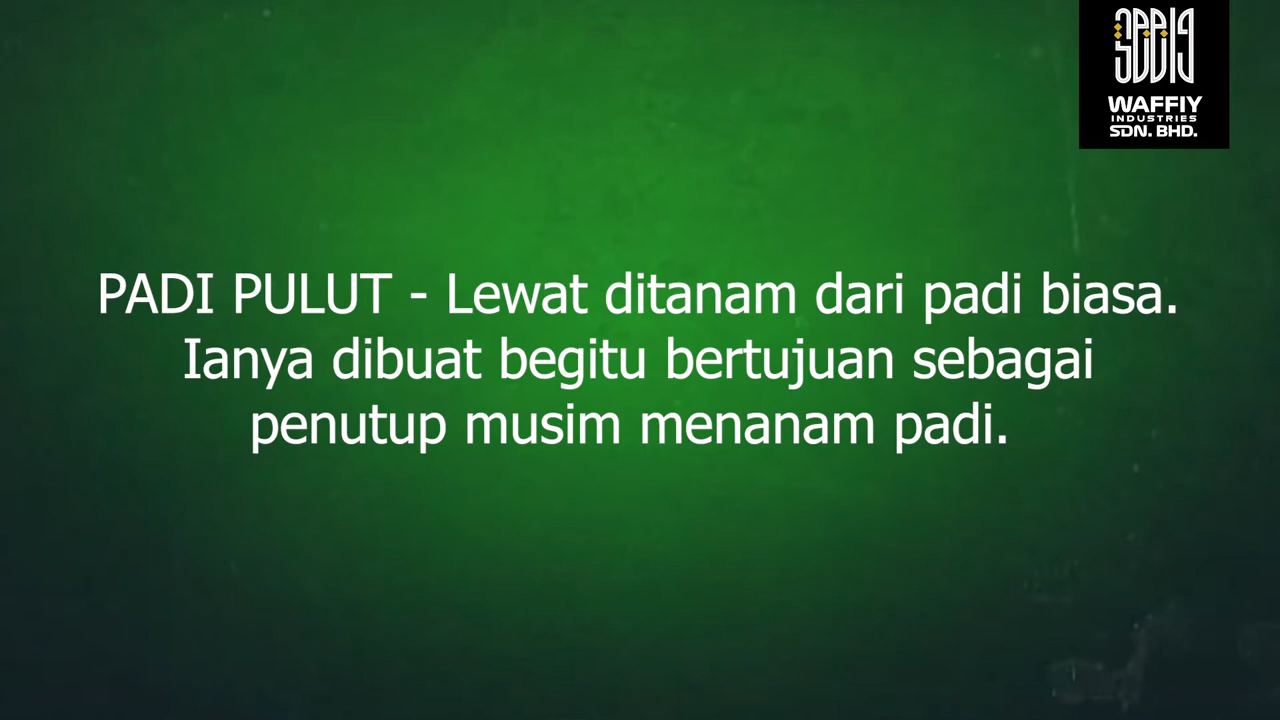 WAFFIY
INDUSTRIES
SDN. BHD.
PADI PULUT - Lewat ditanam dari padi biasa.
Ianya dibuat begitu bertujuan sebagai
penutup musim menanam padi.